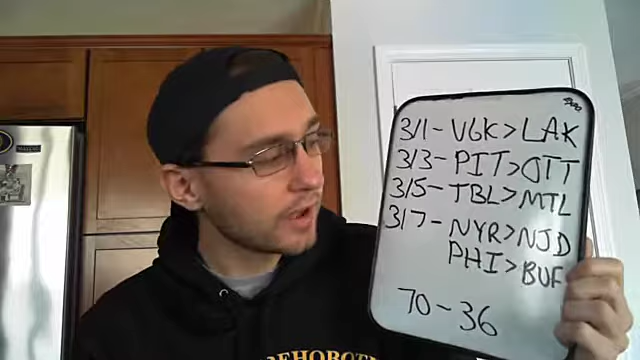 3/1-VGK>LAK
3/3-PIT>OTT
3/5-TBL>MTL
3/7-NYR>NJD
PHI>BUF
70-36
REHOBOTH